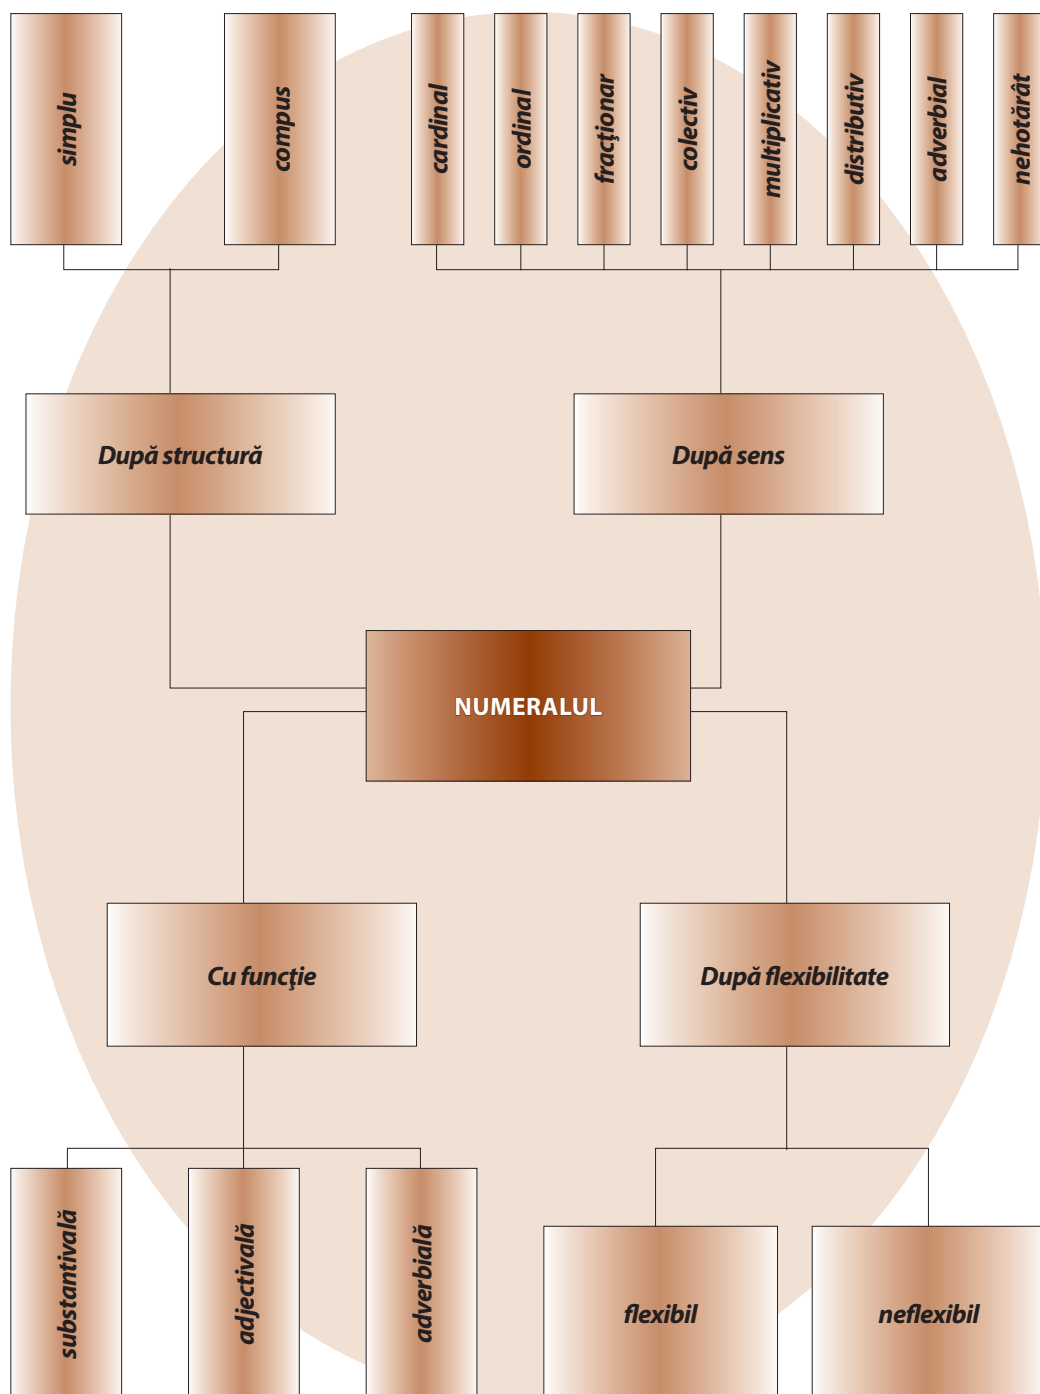 simplu
compus
cardinal
ordinal
fracţionar
colectiv
multiplicativ
distributiv
adverbial
nehotărât
După structură
După sens
NUMERALUL
Cu funcţie
După flexibilitate
substantivală
adjectivală
adverbială
flexibil
neflexibil